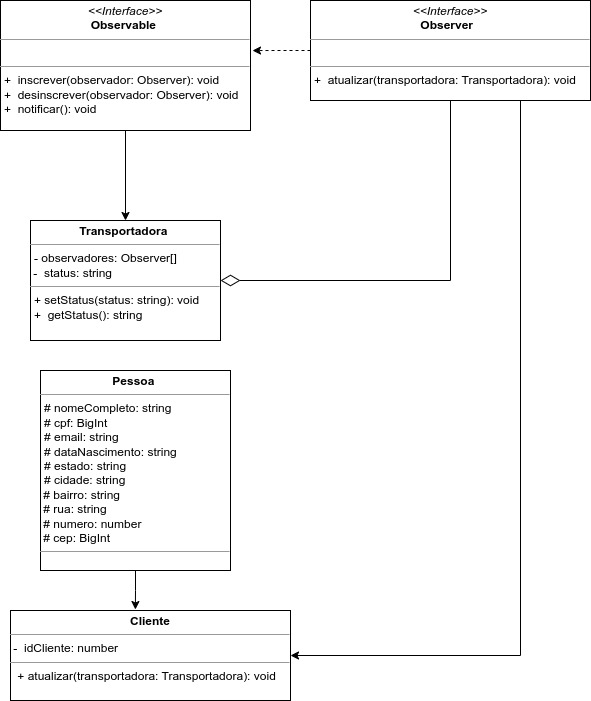 <<Interface>>
Observable
+ inscrever(observador: Observer): void
+ desinscrever(observador: Observer): void
+ notificar(): void
<<Interface>>
Observer
+ atualizar(transportadora: Transportadora): void
Transportadora
- observadores: Observer[]
- status: string
+ setStatus(status: string): void
+ getStatus(): string
Pessoa
# nomeCompleto: string
# cpf: BigInt
# email: string
# dataNascimento: string
# estado: string
# cidade: string
# bairro: string
# rua: string
# numero: number
# cep: BigInt
Cliente
- idCliente: number
+ atualizar(transportadora: Transportadora): void